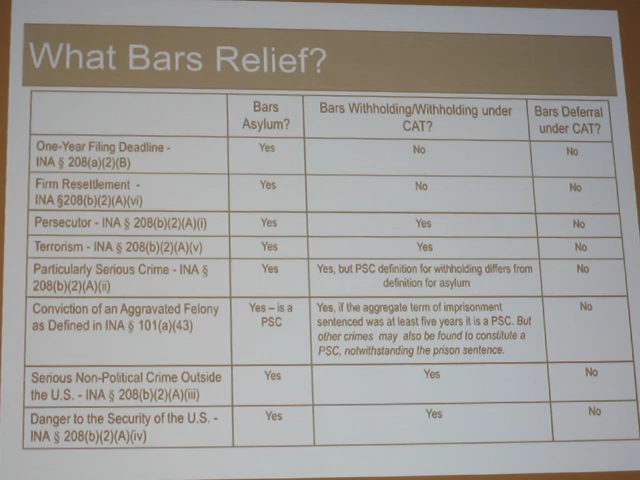 What Bars Relief?
Bars Asylum? Bars Withholding/Withholding under CAT? Bars Deferral under CAT?
One-Year Filing Deadline - INA § 208(a)(2)(B) Yes No No
Firm Resettlement - INA §208(b)(2)(A)(vi) Yes No No
Persecutor - INA § 208(b)(2)(A)(i) Yes Yes No
Terrorism - INA § 208(b)(2)(A)(v) Yes Yes No
Particularly Serious Crime - INA § 208(b)(2)(A)(ii) Yes Yes, but PSC definition for withholding differs from definition for asylum No
Conviction of an Aggravated Felony as Defined in INA § 101(a)(43) Yes – is a PSC Yes, if the aggregate term of imprisonment sentenced was at least five years it is a PSC. But other crimes may also be found to constitute a PSC, notwithstanding the prison sentence. No
Serious Non-Political Crime Outside the U.S. - INA § 208(b)(2)(A)(iii) Yes Yes No
Danger to the Security of the U.S. - INA § 208(b)(2)(A)(iv) Yes Yes No